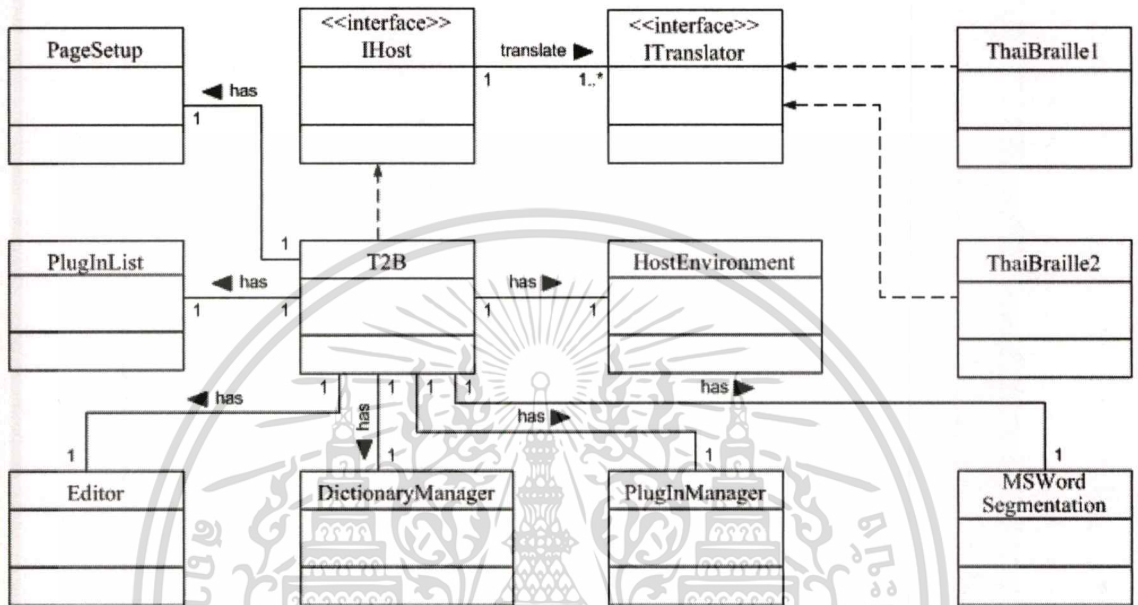 PageSetup
<<interface>>
IHost
translate
1
1..*
<<interface>>
ITranslator
ThaiBraille1
has
1
1
PlugInList
has
1
1
T2B
has
1
1
HostEnvironment
ThaiBraille2
1
1
1
1
has
has
has
has
1
1
1
1
Editor
DictionaryManager
PlugInManager
MSWord
Segmentation